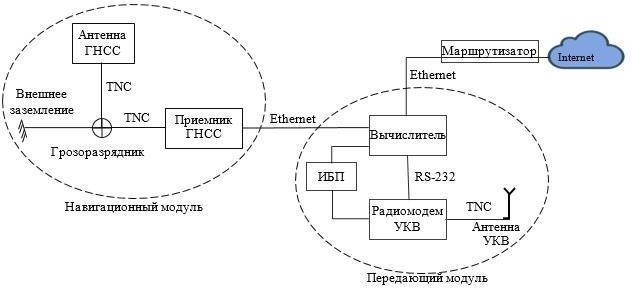 Антенна
ГНСС
TNC
Внешнее
заземление
TNC
Грозоразрядник
Приемник
ГНСС
Навигационный модуль
Ethernet
Маршрутизатор
Internet
Ethernet
Вычислитель
ИБП
RS-232
Радиомодем
УКВ
TNC
Антенна
УКВ
Передающий модуль